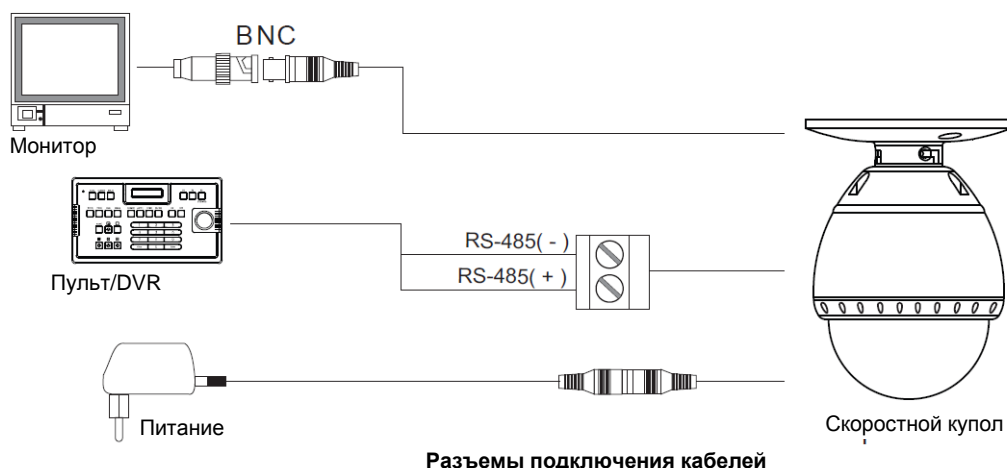 BNC
Монитор
RS-485( - )
RS-485( + )
Пульт/DVR
Питание
Скоростной купол
Разъемы подключения кабелей